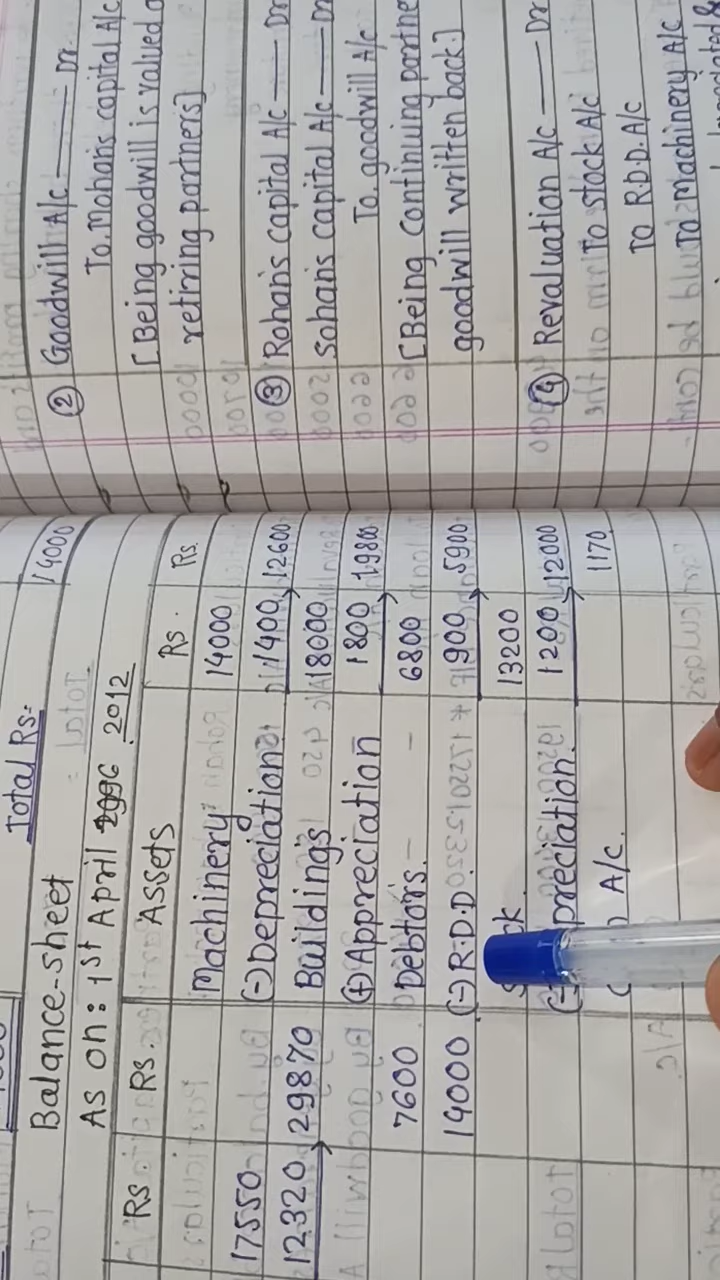 Total Rs:- 14000
Balance-sheet
As on: 1st April 2012
Rs Rs. Assets Rs. Rs.
Machinery 14000
17550 (-) Depreciation 1400 12600
12320 29870 Buildings 18000
(+) Appreciation 1800 19800
7600 Debtors. - - 6800
14000 (-) R.D.D. 900 5900
13200
preciation. 1200 12000
A/c. 1170
② Goodwill A/c —— Dr
To Mohan's capital A/c
[Being goodwill is valued
retiring partners]
③ Rohan's capital A/c —— Dr
Sohan's capital A/c —— Dr
To goodwill A/c
[Being continuing partne
goodwill written back.]
④ Revaluation A/c —— Dr
To stock A/c
To R.D.D. A/c
To Machinery A/c